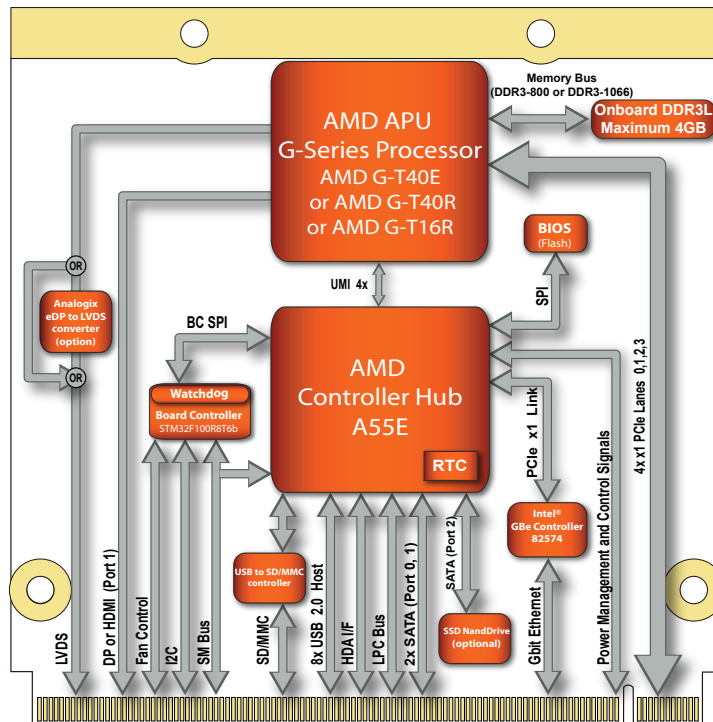 Memory Bus
(DDR3-800 or DDR3-1066)
Onboard DDR3L
Maximum 4GB
AMD APU
G-Series Processor
AMD G-T40E
or AMD G-T40R
or AMD G-T16R
BIOS
(Flash)
OR
UMI 4x
SPI
Analogix
eDP to LVDS
converter
(option)
BC SPI
OR
AMD
Controller Hub
A55E
RTC
Watchdog
Board Controller
STM32F100R8T6b
PCIe x1 Link
4x x1 PCIe Lanes 0,1,2,3
Intel®
GBe Controller
82574
USB to SD/MMC
controller
SATA (Port 2)
SSD NandDrive
(optional)
LVDS
DP or HDMI (Port 1)
Fan Control
I2C
SM Bus
SD/MMC
8x USB 2.0 Host
HDA I/F
LPC Bus
2x SATA (Port 0, 1)
Gbit Ethernet
Power Management and Control Signals